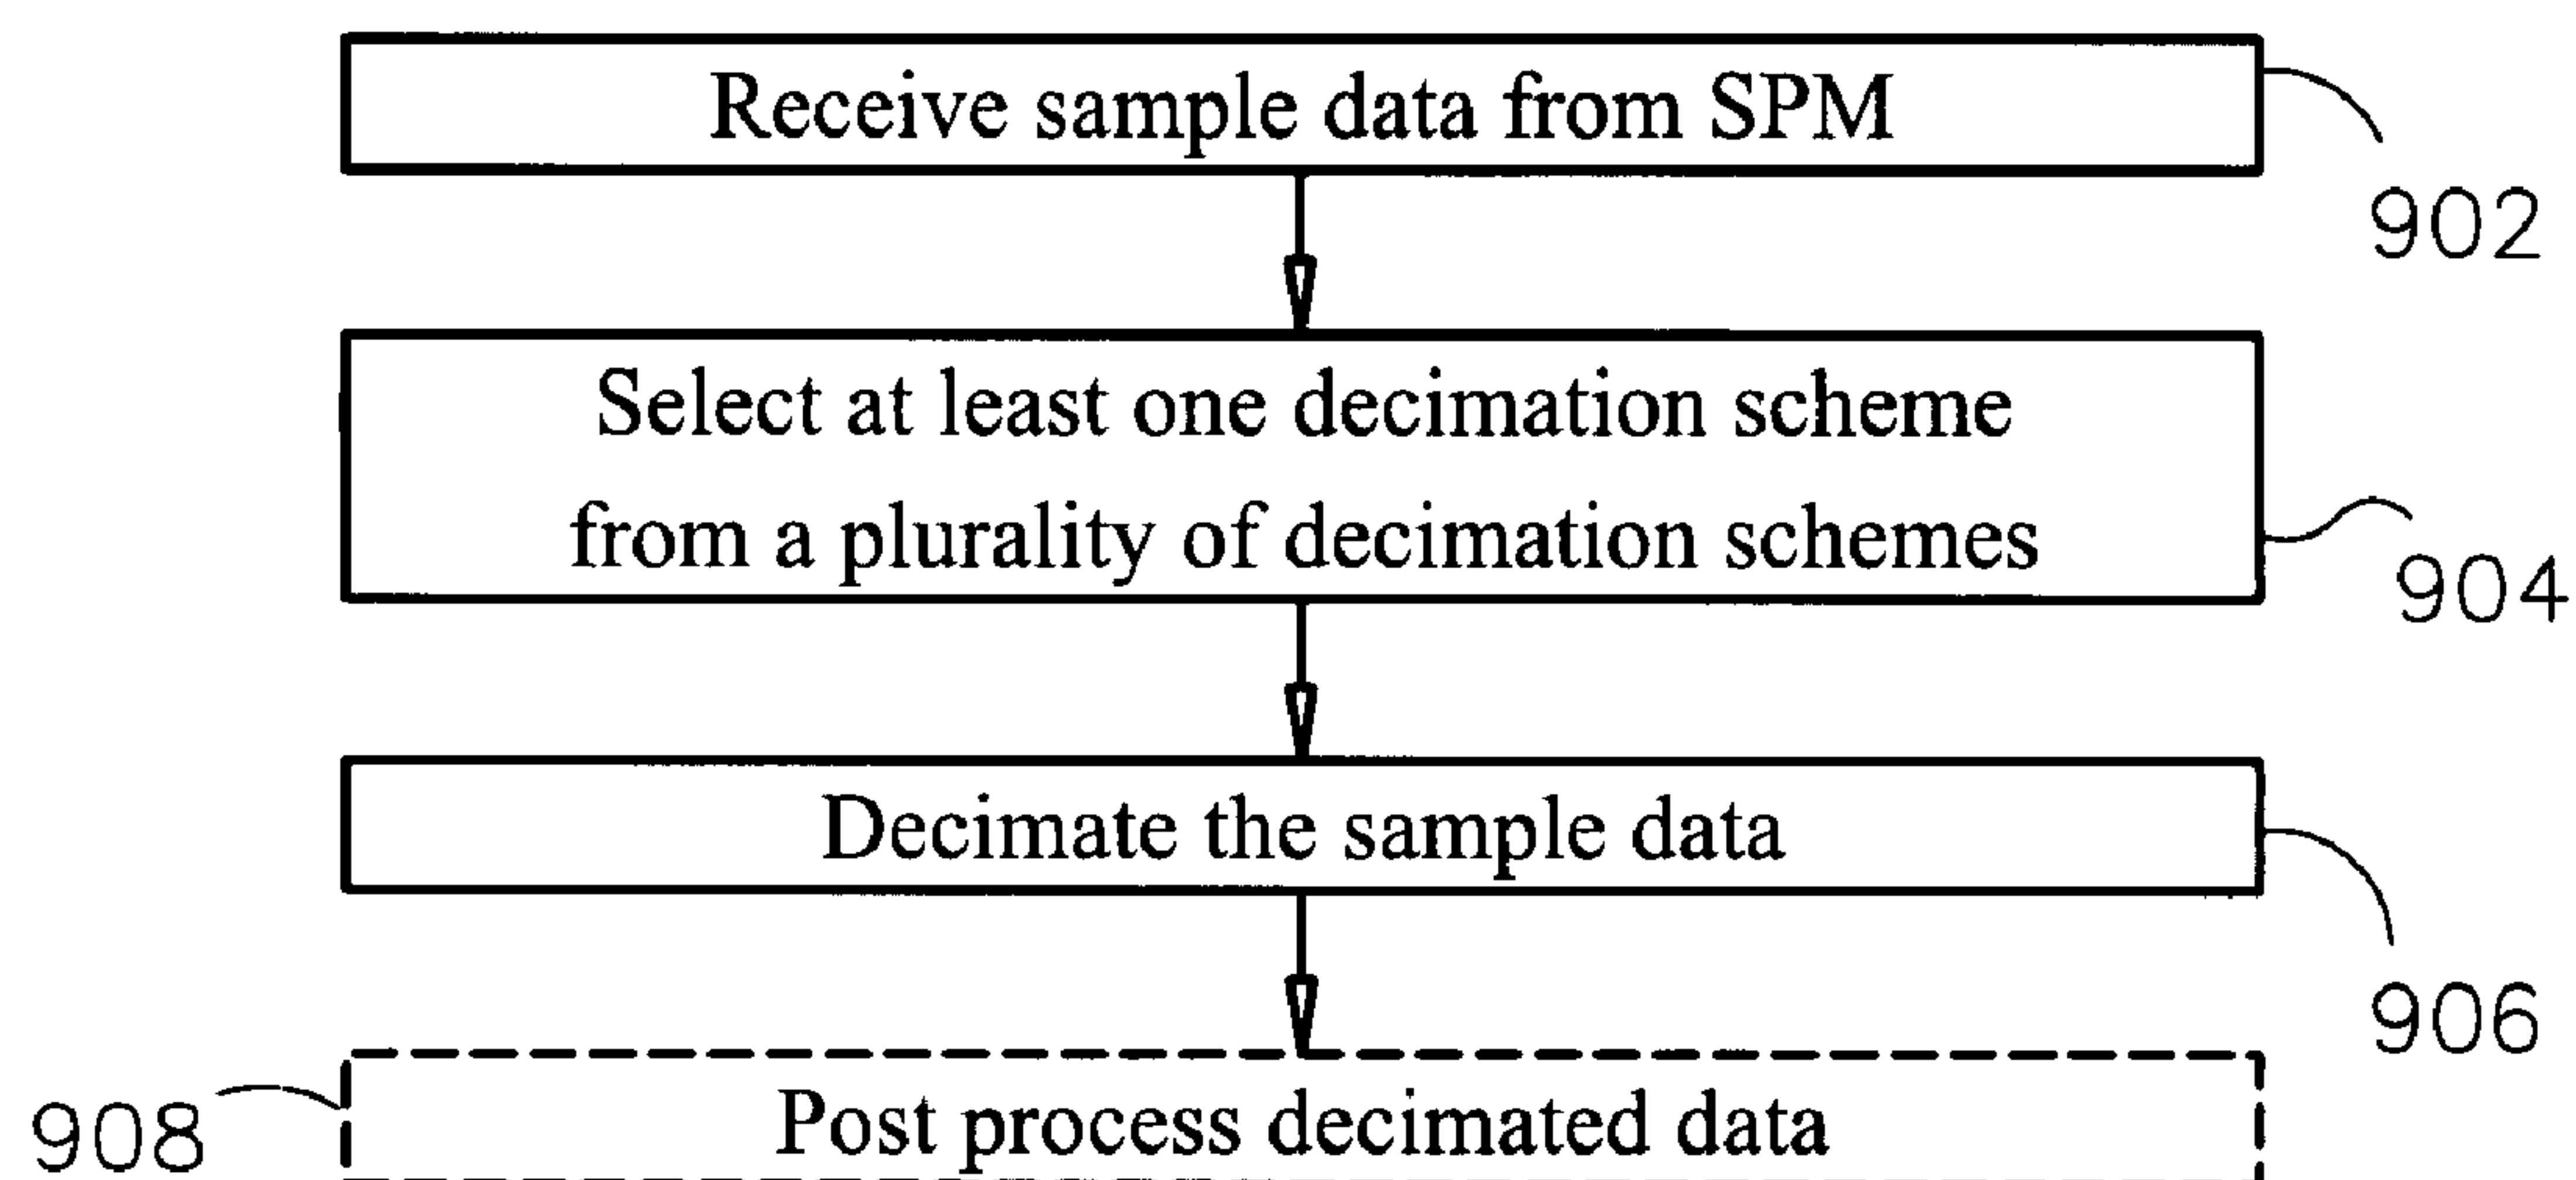 Receive sample data from SPM
902
Select at least one decimation scheme
from a plurality of decimation schemes
904
Decimate the sample data
906
908
Post process decimated data